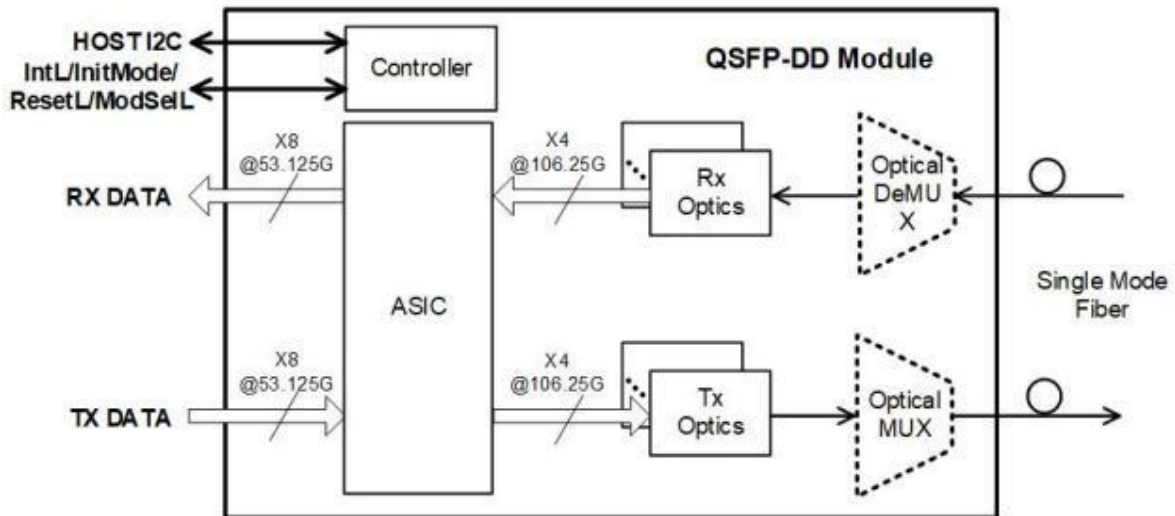 HOST I2C
IntL/InitMode/
ResetL/ModSelL
Controller
QSFP-DD Module
X8
@53.125G
X4
@106.25G
RX DATA
Rx
Optics
Optical
DeMU
X
ASIC
Single Mode
Fiber
X8
@53.125G
X4
@106.25G
TX DATA
Tx
Optics
Optical
MUX